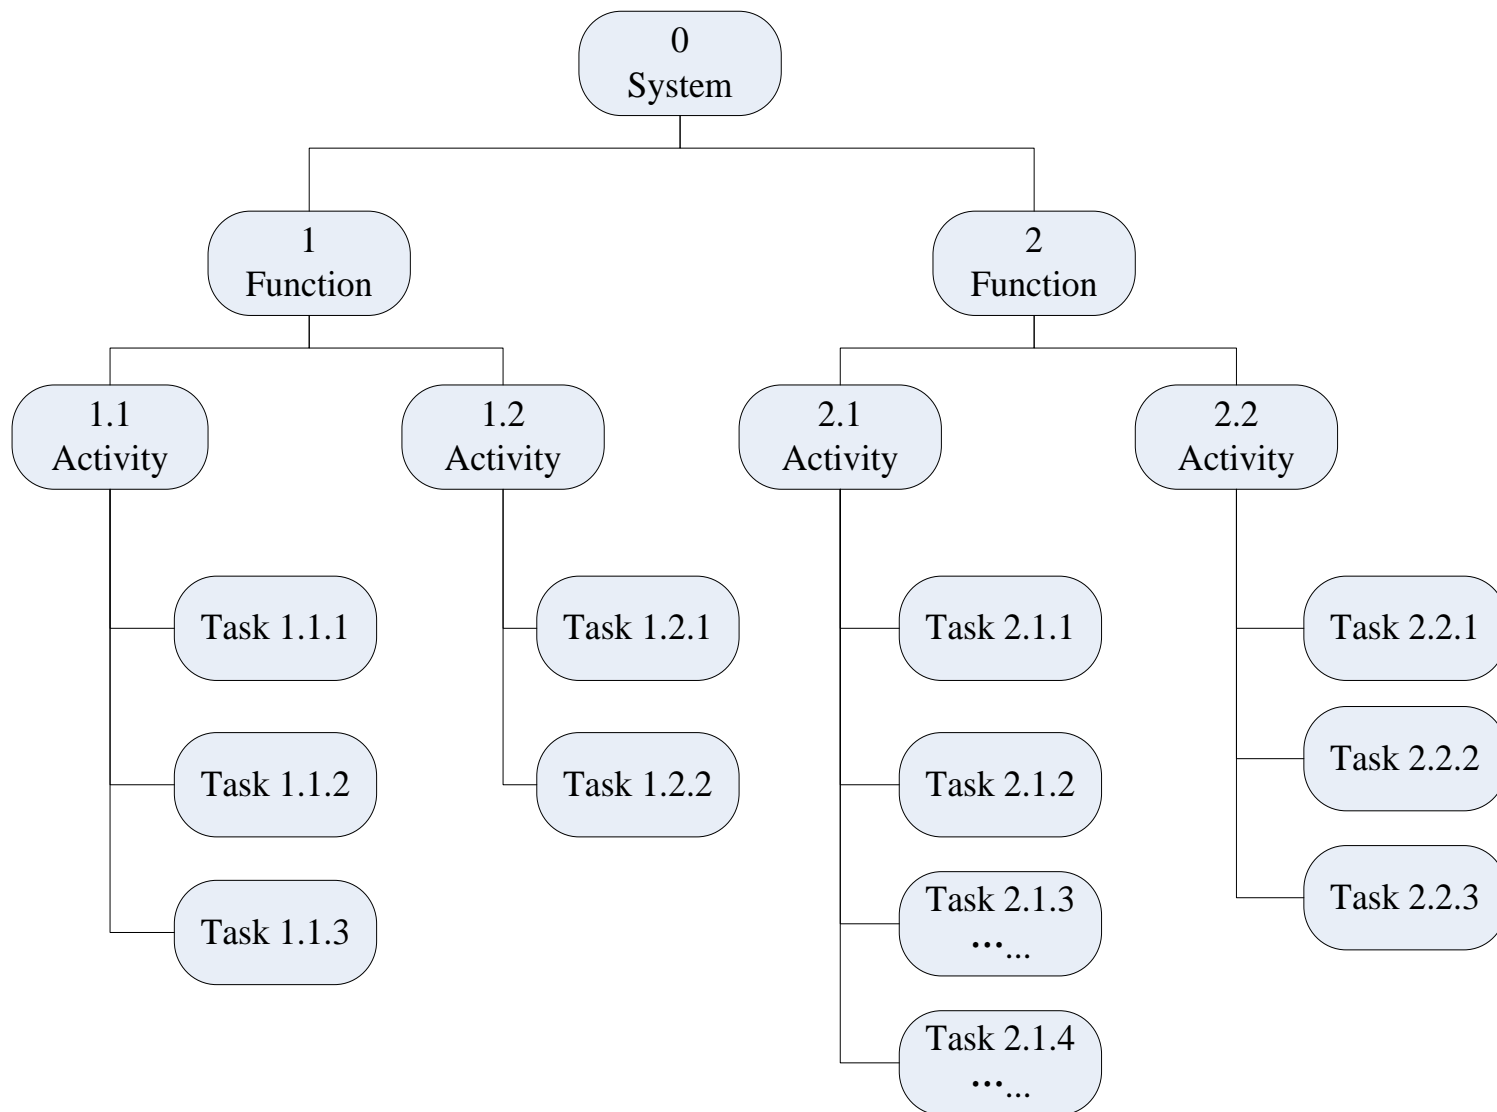 0
System
1
Function
2
Function
1.1
Activity
1.2
Activity
2.1
Activity
2.2
Activity
Task 1.1.1
Task 1.2.1
Task 2.1.1
Task 2.2.1
Task 1.1.2
Task 1.2.2
Task 2.1.2
Task 2.2.2
Task 1.1.3
Task 2.1.3
…...
Task 2.2.3
Task 2.1.4
…...